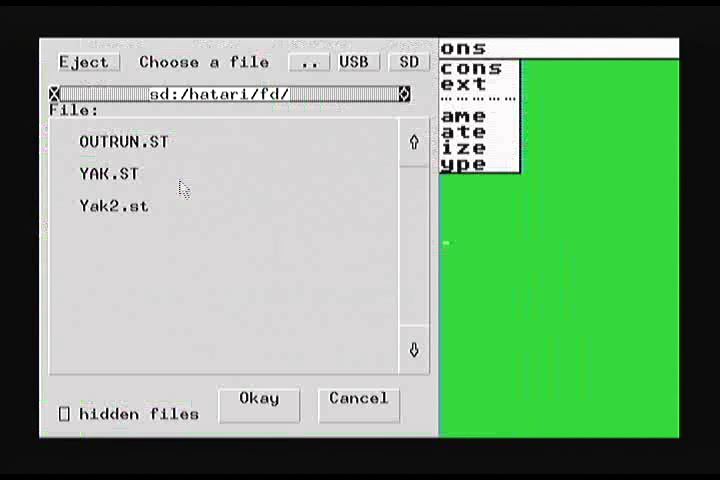 Eject Choose a file .. USB SD
sd:/hatari/fd/
File:
OUTRUN.ST
YAK.ST
Yak2.st
hidden files
Okay
Cancel
ons
cons
ext
ame
ate
ize
ype